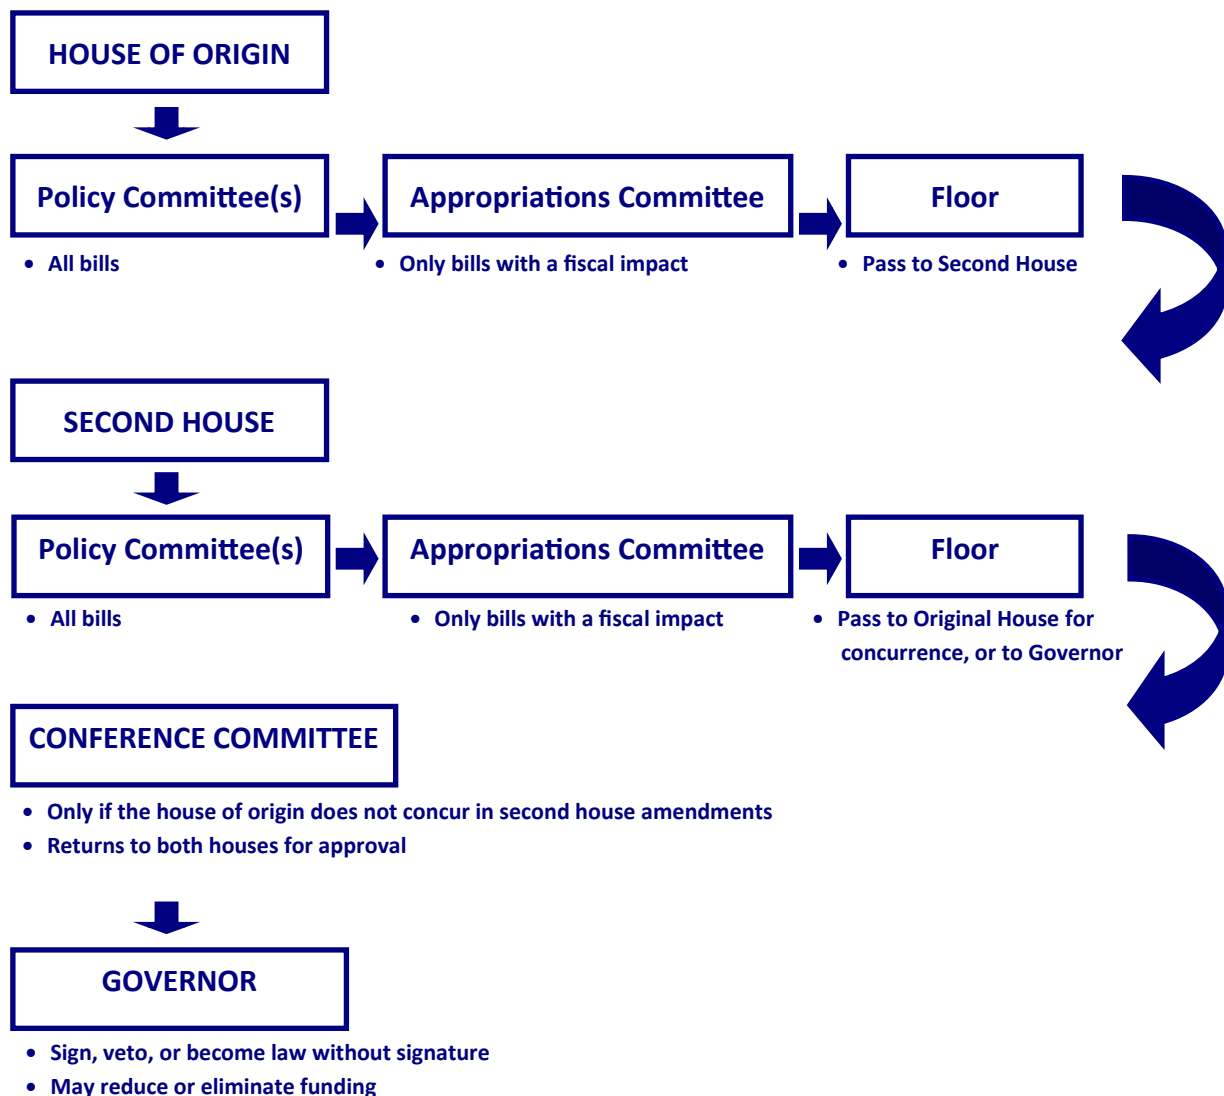 HOUSE OF ORIGIN
Policy Committee(s)
Appropriations Committee
Floor
• All bills
• Only bills with a fiscal impact
• Pass to Second House
SECOND HOUSE
Policy Committee(s)
Appropriations Committee
Floor
• All bills
• Only bills with a fiscal impact
• Pass to Original House for
concurrence, or to Governor
CONFERENCE COMMITTEE
• Only if the house of origin does not concur in second house amendments
• Returns to both houses for approval
GOVERNOR
• Sign, veto, or become law without signature
• May reduce or eliminate funding